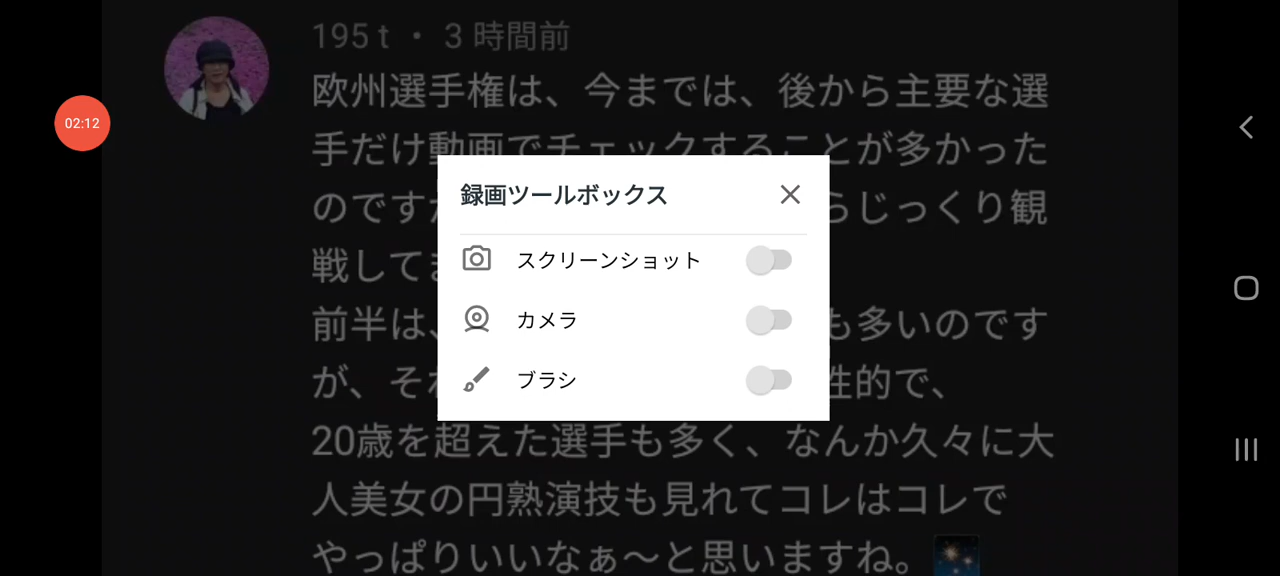 195 t ・ 3 時間前
欧州選手権は、今までは、後から主要な選
手だけ動画でチェックすることが多かった
のですが
らじっくり観
戦して
前半は、
も多いのです
が、それ
性的で、
20歳を超えた選手も多く、なんか久々に大
人美女の円熟演技も見れてコレはコレで
やっぱりいいなぁ～と思いますね。🎇
02:12
録画ツールボックス
スクリーンショット
カメラ
ブラシ